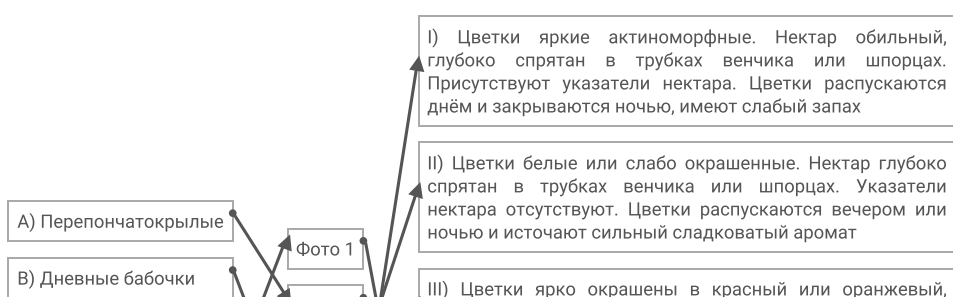 I) Цветки яркие актиноморфные. Нектар обильный,
глубоко спрятан в трубках венчика или шпорцах.
Присутствуют указатели нектара. Цветки распускаются
днём и закрываются ночью, имеют слабый запах
II) Цветки белые или слабо окрашенные. Нектар глубоко
спрятан в трубках венчика или шпорцах. Указатели
нектара отсутствуют. Цветки распускаются вечером или
ночью и источают сильный сладковатый аромат
A) Перепончатокрылые
Фото 1
B) Дневные бабочки
III) Цветки ярко окрашены в красный или оранжевый,